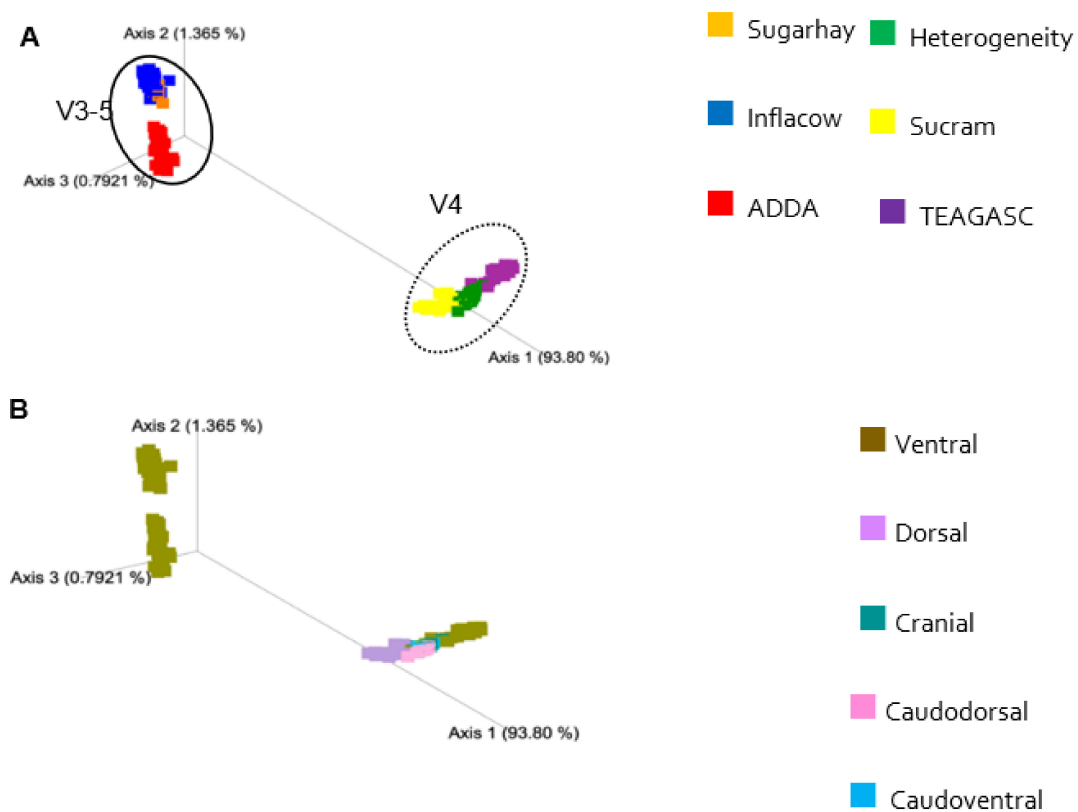 A
Axis 2 (1.365 %)
V3-5
Axis 3 (0.7921 %)
V4
Axis 1 (93.80 %)
Sugarhay
Heterogeneity
Inflacow
Sucram
ADDA
TEAGASC
B
Axis 2 (1.365 %)
Axis 3 (0.7921 %)
Axis 1 (93.80 %)
Ventral
Dorsal
Cranial
Caudodorsal
Caudoventral